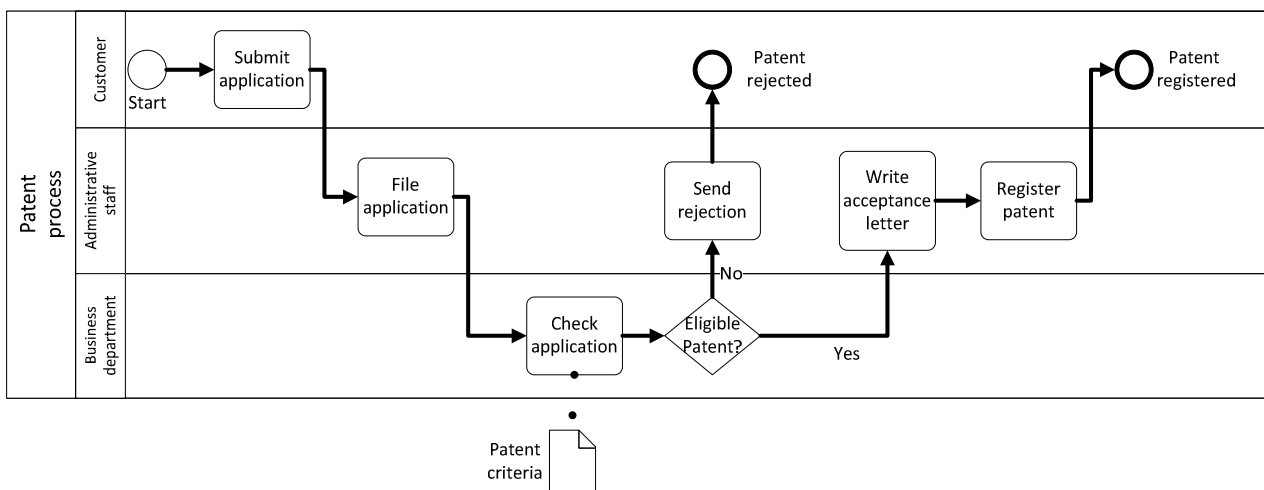 Patent
process
Customer
Administrative
staff
Business
department
Start
Submit
application
Patent
rejected
Patent
registered
File
application
Send
rejection
Write
acceptance
letter
Register
patent
No
Check
application
Eligible
Patent?
Yes
Patent
criteria